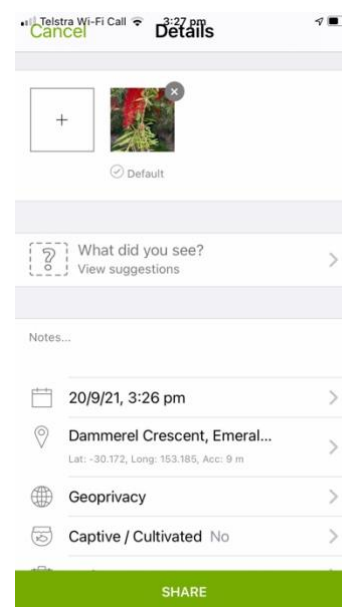 Telstra Wi-Fi Call 3:27 pm
Cancel Details
+
Default
What did you see?
View suggestions
Notes...
20/9/21, 3:26 pm
Dammerel Crescent, Emeral...
Lat: -30.172, Long: 153.185, Acc: 9 m
Geoprivacy
Captive / Cultivated No
SHARE